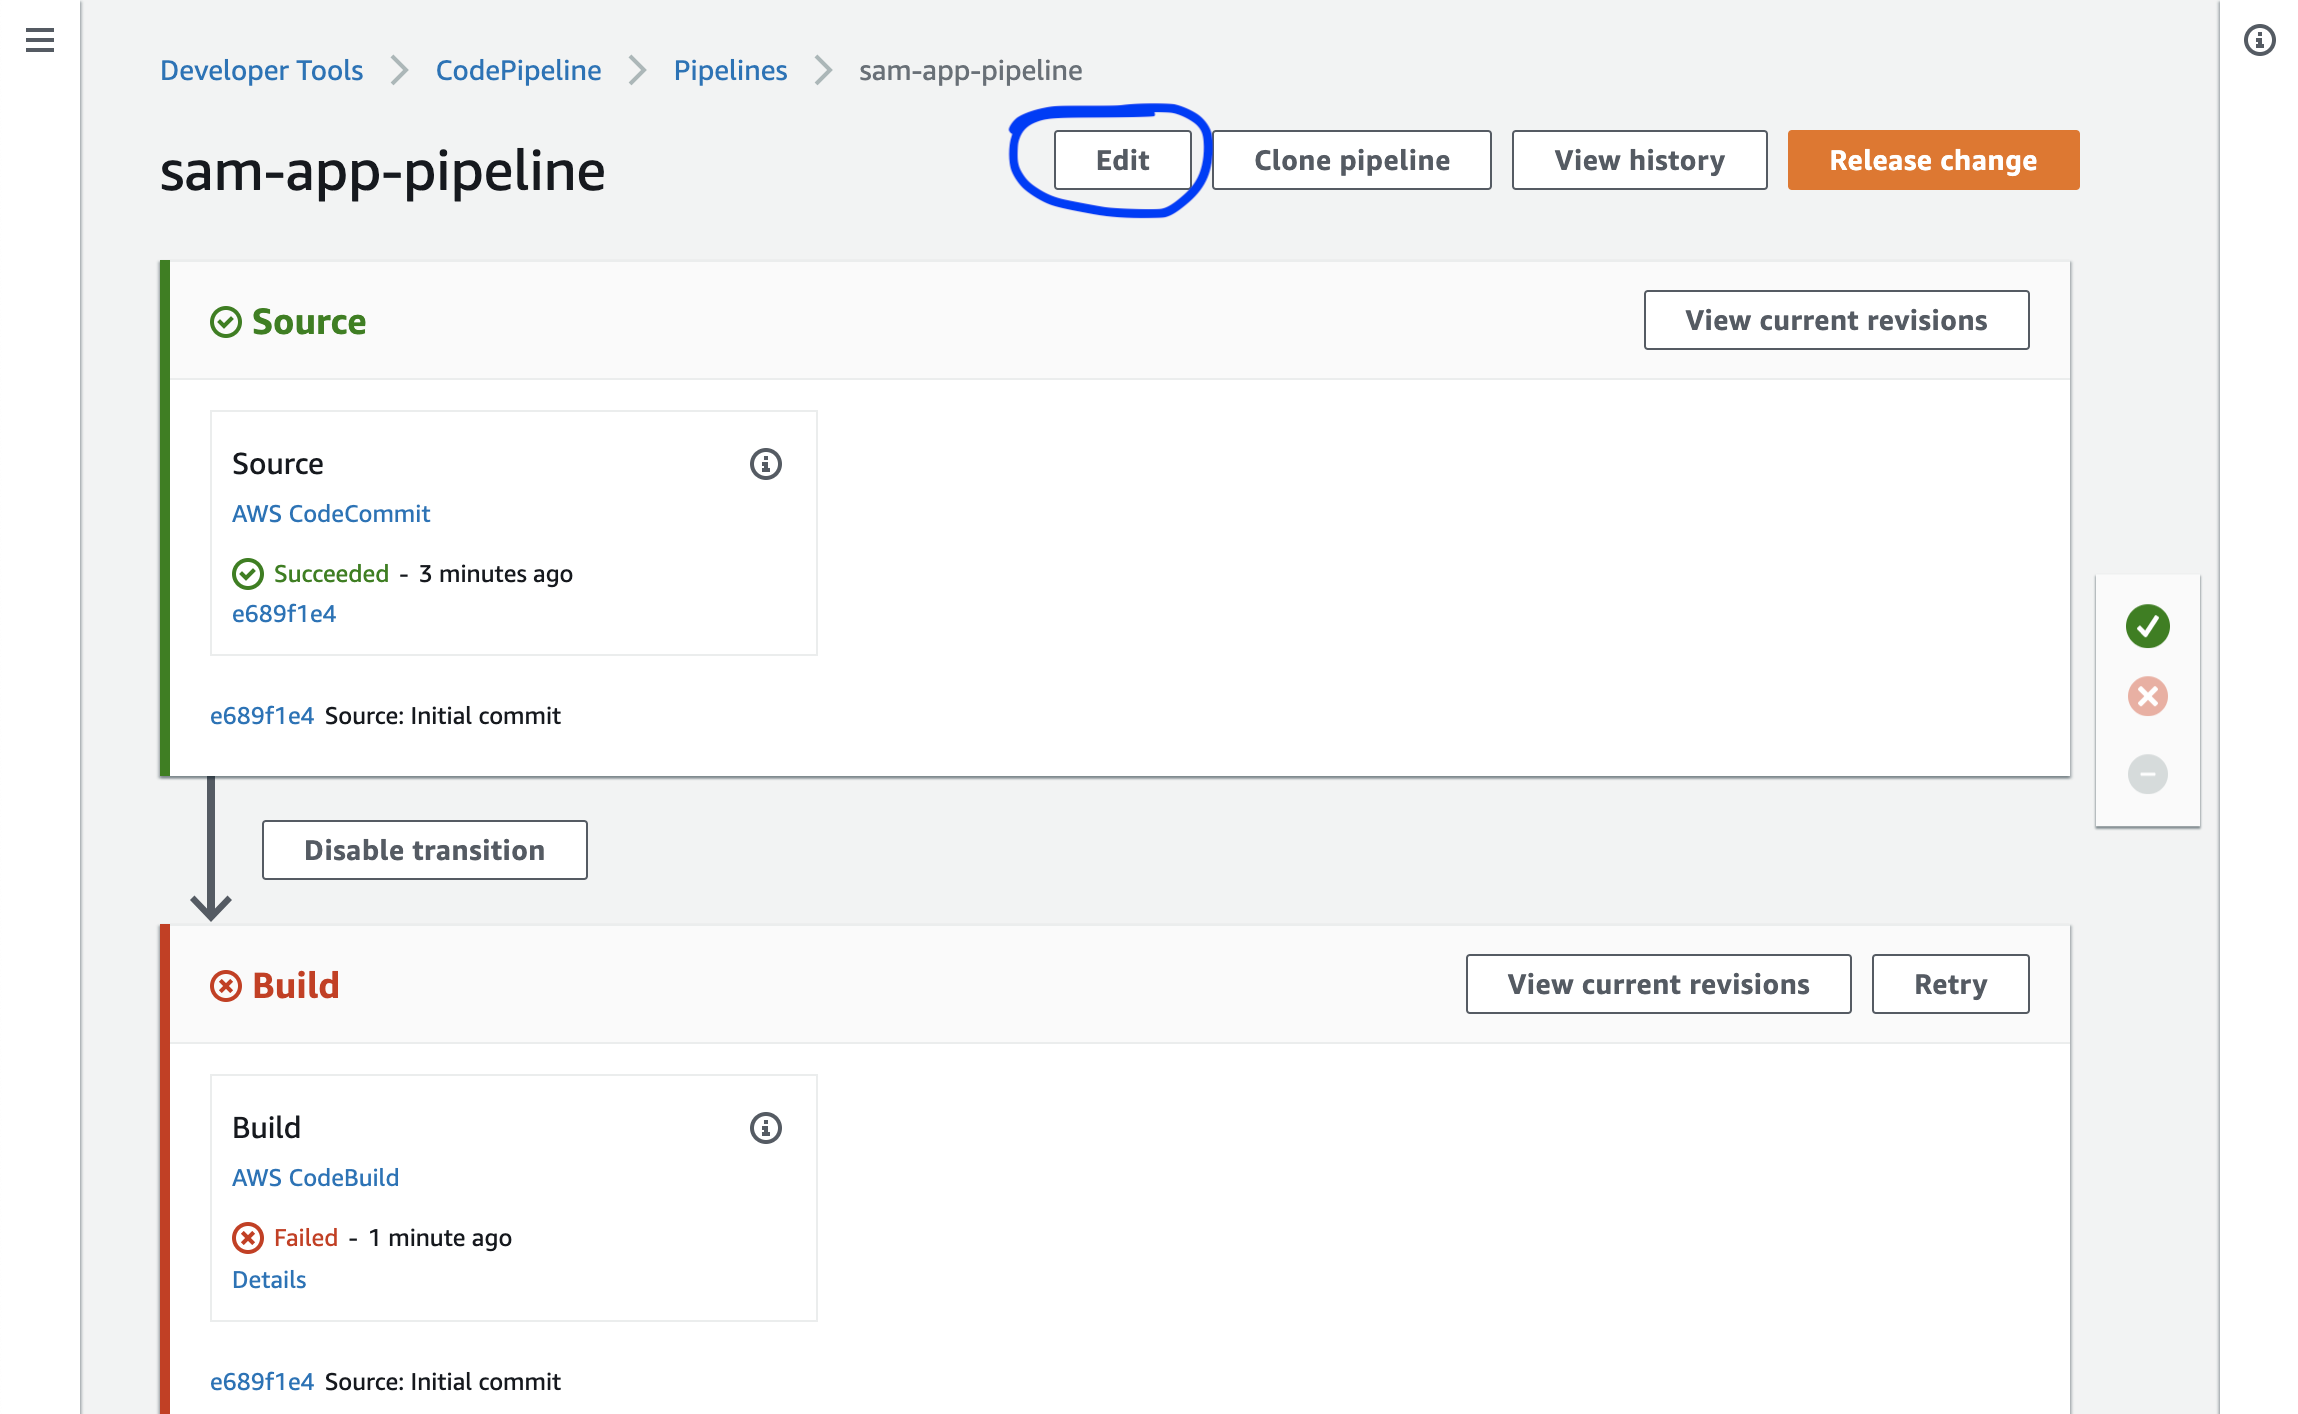 Developer Tools > CodePipeline > Pipelines > sam-app-pipeline
sam-app-pipeline
Edit
Clone pipeline
View history
Release change
Source
View current revisions
Source
AWS CodeCommit
Succeeded - 3 minutes ago
e689f1e4
e689f1e4 Source: Initial commit
Disable transition
Build
View current revisions
Retry
Build
AWS CodeBuild
Failed - 1 minute ago
Details
e689f1e4 Source: Initial commit